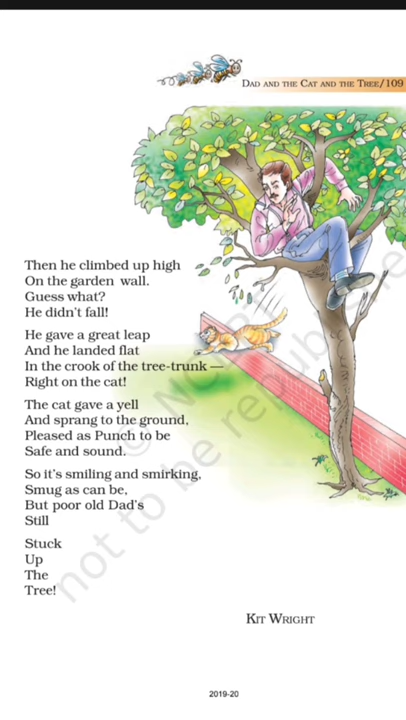 DAD AND THE CAT AND THE TREE/109
Then he climbed up high
On the garden wall.
Guess what?
He didn't fall!
He gave a great leap
And he landed flat
In the crook of the tree-trunk —
Right on the cat!
The cat gave a yell
And sprang to the ground,
Pleased as Punch to be
Safe and sound.
So it's smiling and smirking,
Smug as can be,
But poor old Dad's
Still
Stuck
Up
The
Tree!
KIT WRIGHT
not to be republishe
2019-20